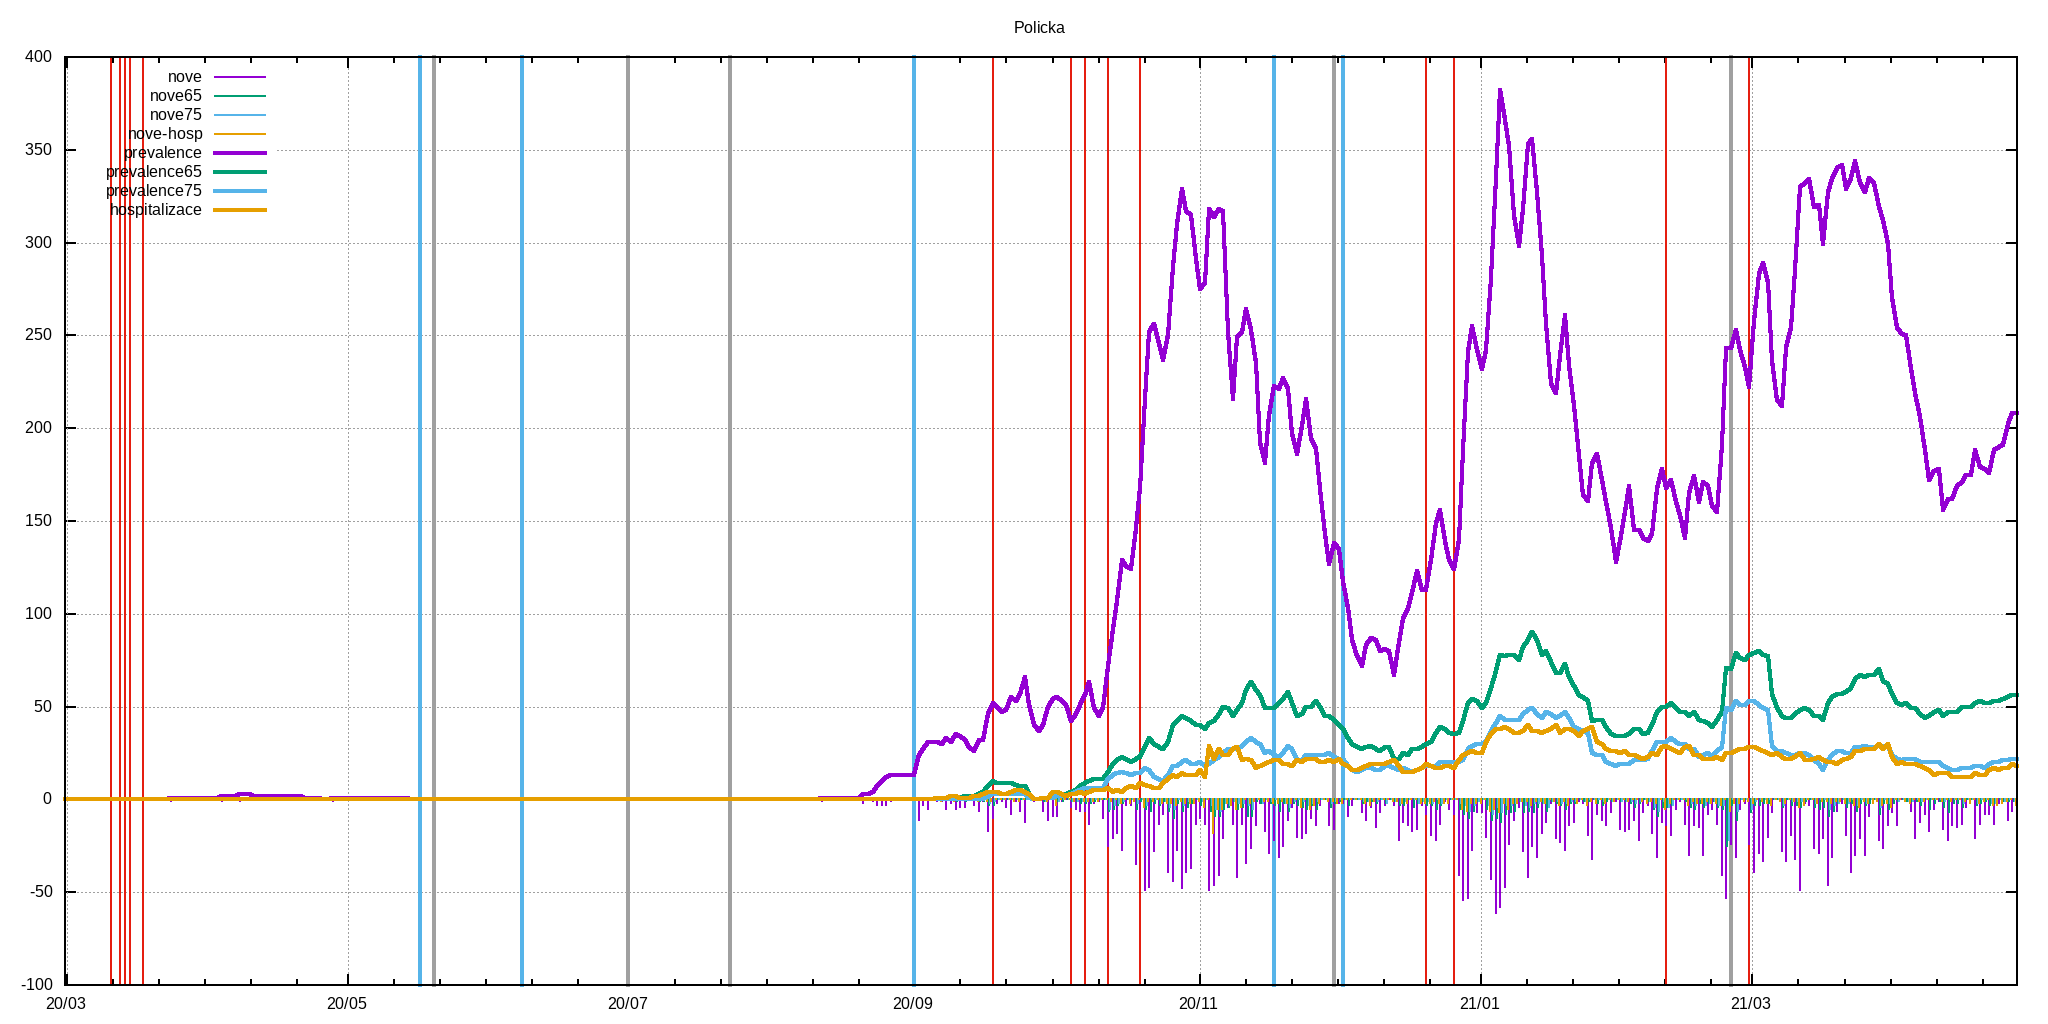 Policka
400
350
300
250
200
150
100
50
0
-50
-100
nove
nove65
nove75
nove-hosp
prevalence
prevalence65
prevalence75
hospitalizace
20/03 20/05 20/07 20/09 20/11 21/01 21/03